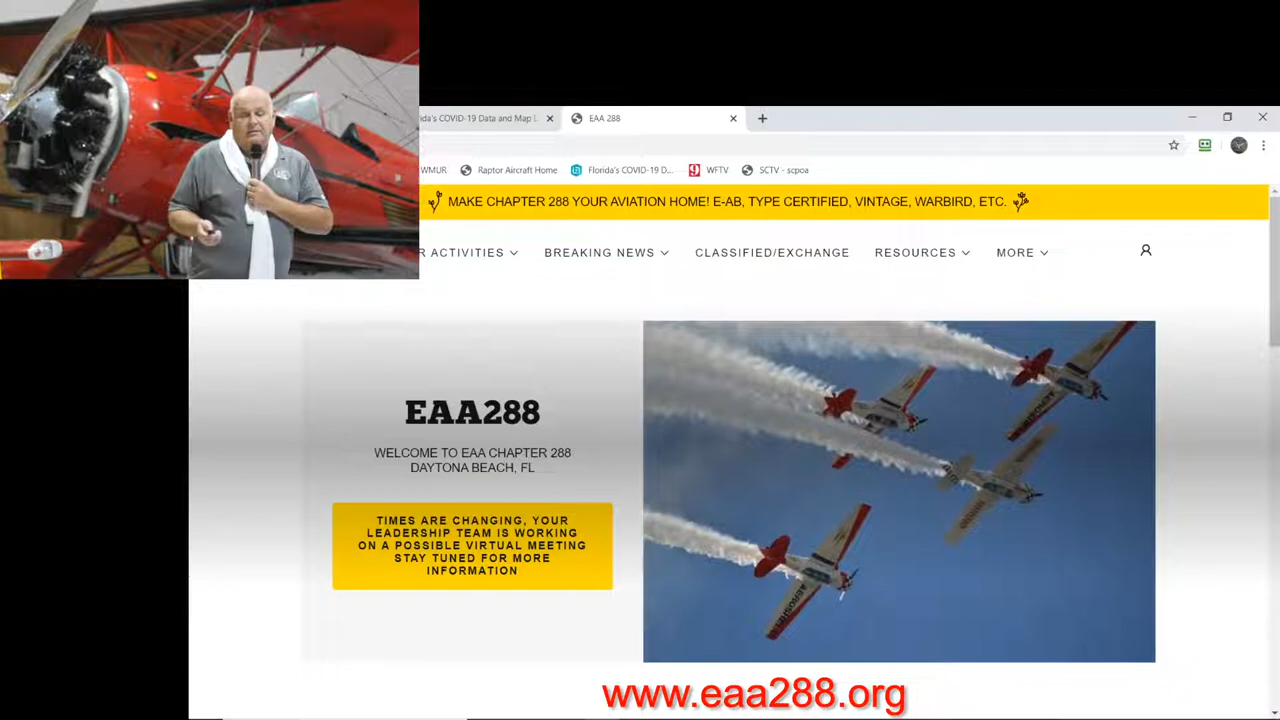 ida's COVID-19 Data and Map
EAA 288
WMUR
Raptor Aircraft Home
Florida's COVID-19 D...
WFTV
SCTV - scpoa
MAKE CHAPTER 288 YOUR AVIATION HOME! E-AB, TYPE CERTIFIED, VINTAGE, WARBIRD, ETC.
R ACTIVITIES
BREAKING NEWS
CLASSIFIED/EXCHANGE
RESOURCES
MORE
EAA288
WELCOME TO EAA CHAPTER 288
DAYTONA BEACH, FL
TIMES ARE CHANGING, YOUR
LEADERSHIP TEAM IS WORKING
ON A POSSIBLE VIRTUAL MEETING
STAY TUNED FOR MORE
INFORMATION
AEROSHELL
www.eaa288.org